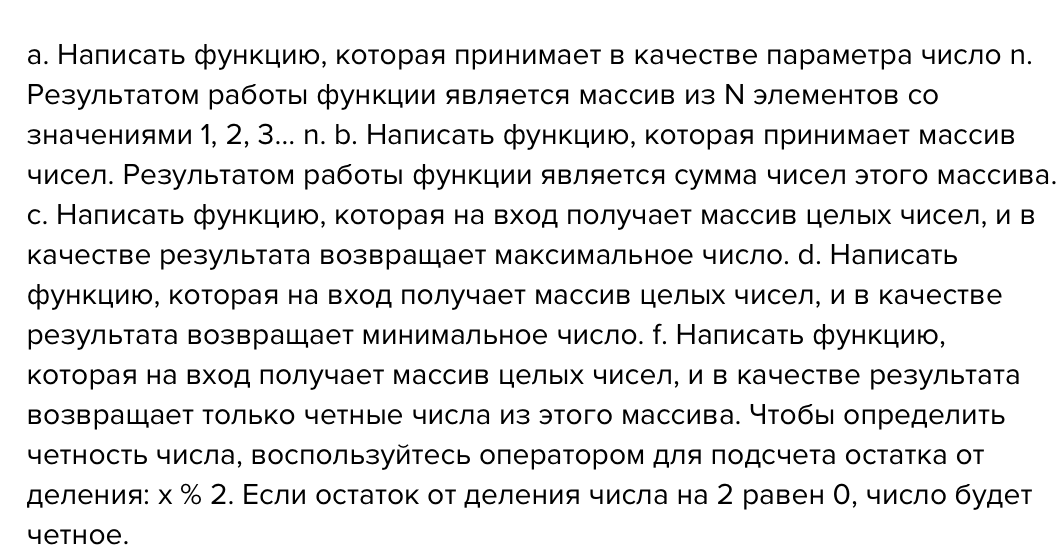 a. Написать функцию, которая принимает в качестве параметра число n.
Результатом работы функции является массив из N элементов со
значениями 1, 2, 3... n. b. Написать функцию, которая принимает массив
чисел. Результатом работы функции является сумма чисел этого массива.
c. Написать функцию, которая на вход получает массив целых чисел, и в
качестве результата возвращает максимальное число. d. Написать
функцию, которая на вход получает массив целых чисел, и в качестве
результата возвращает минимальное число. f. Написать функцию,
которая на вход получает массив целых чисел, и в качестве результата
возвращает только четные числа из этого массива. Чтобы определить
четность числа, воспользуйтесь оператором для подсчета остатка от
деления: x % 2. Если остаток от деления числа на 2 равен 0, число будет
четное.